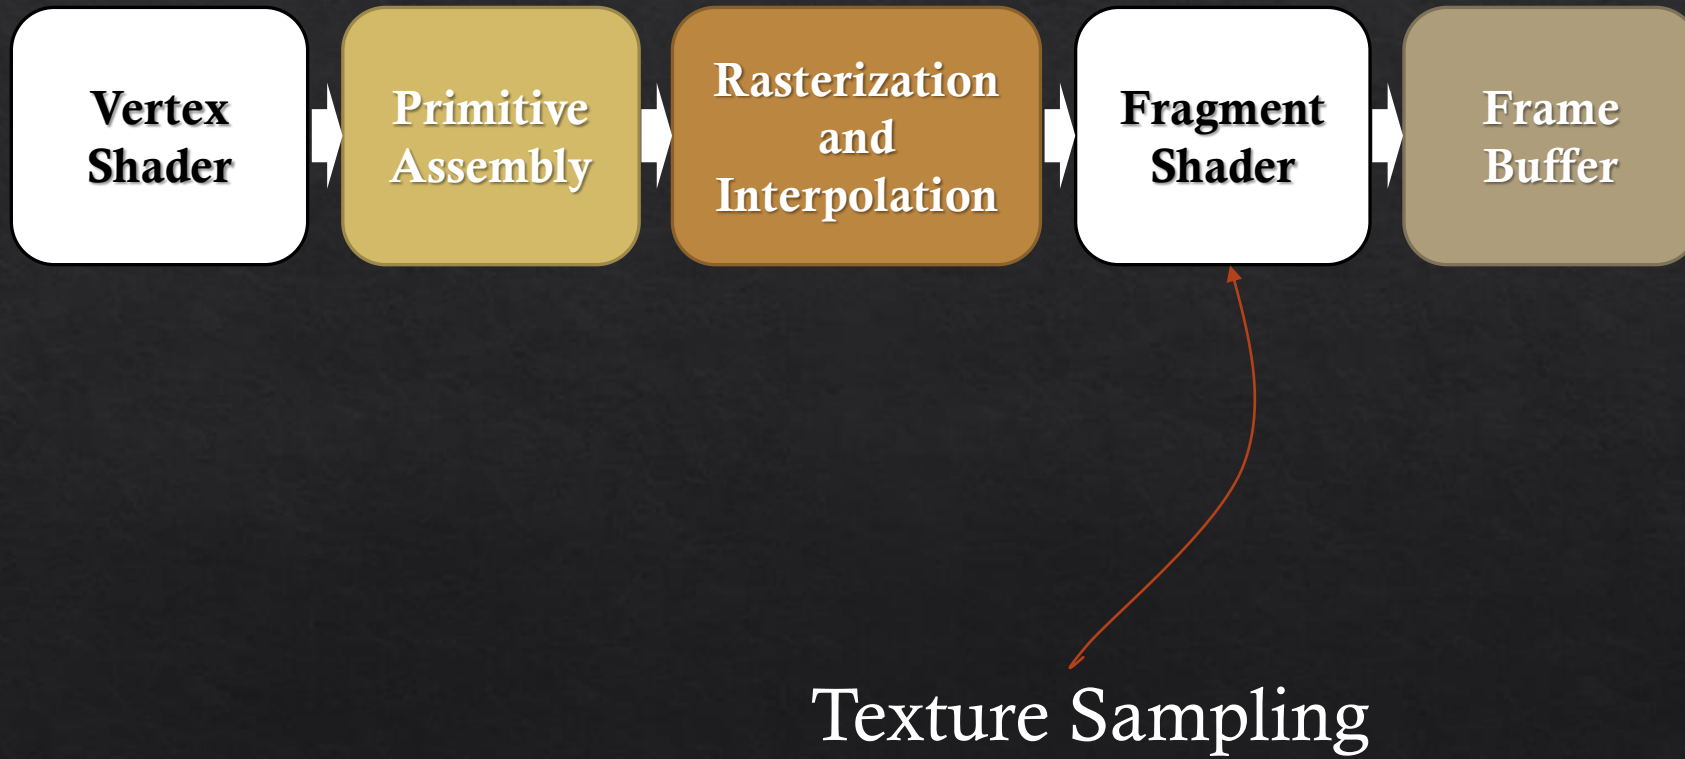 Vertex
Shader
Primitive
Assembly
Rasterization
and
Interpolation
Fragment
Shader
Frame
Buffer
Texture Sampling